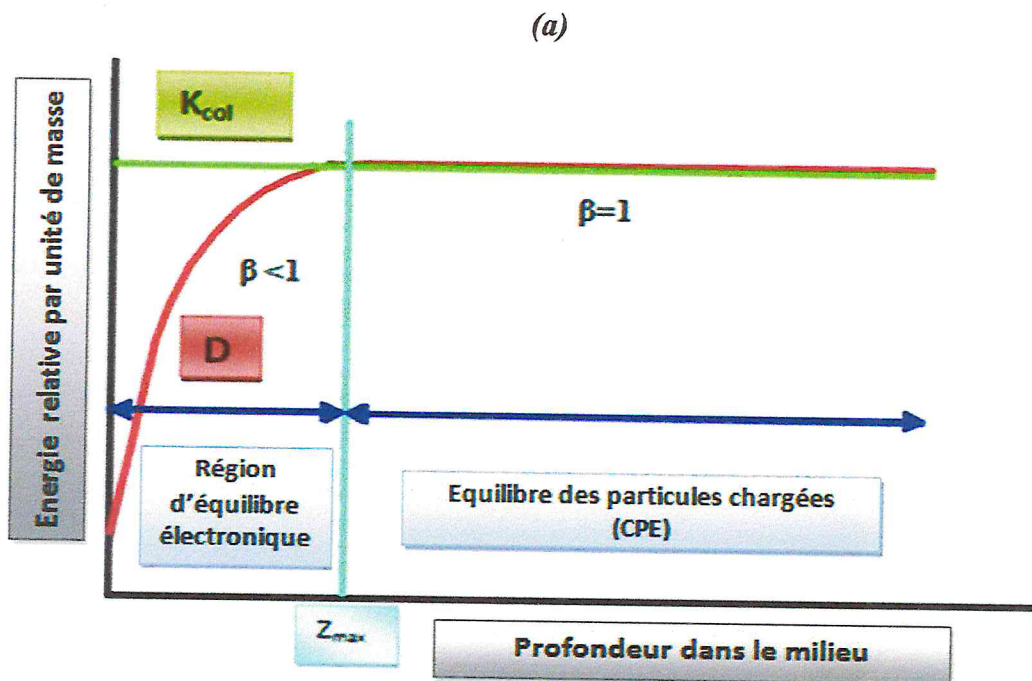 (a)
Energie relative par unité de masse
Kcol
β=1
β <1
D
Région
d'équilibre
électronique
Equilibre des particules chargées
(CPE)
Zmax
Profondeur dans le milieu